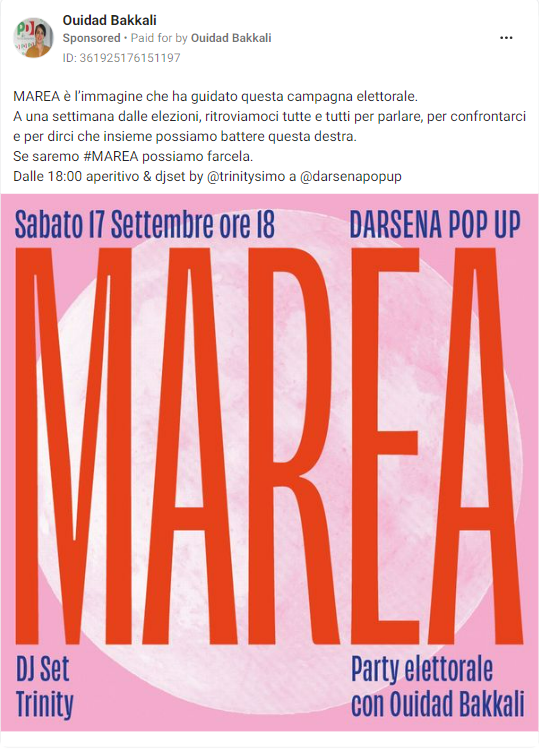 Ouidad Bakkali
Sponsored • Paid for by Ouidad Bakkali
ID: 361925176151197
MAREA è l’immagine che ha guidato questa campagna elettorale.
A una settimana dalle elezioni, ritroviamoci tutte e tutti per parlare, per confrontarci
e per dirci che insieme possiamo battere questa destra.
Se saremo #MAREA possiamo farcela.
Dalle 18:00 aperitivo & djset by @trinitysimo a @darsenapopup
Sabato 17 Settembre ore 18
DARSENA POP UP
MAREA
DJ Set
Trinity
Party elettorale
con Ouidad Bakkali